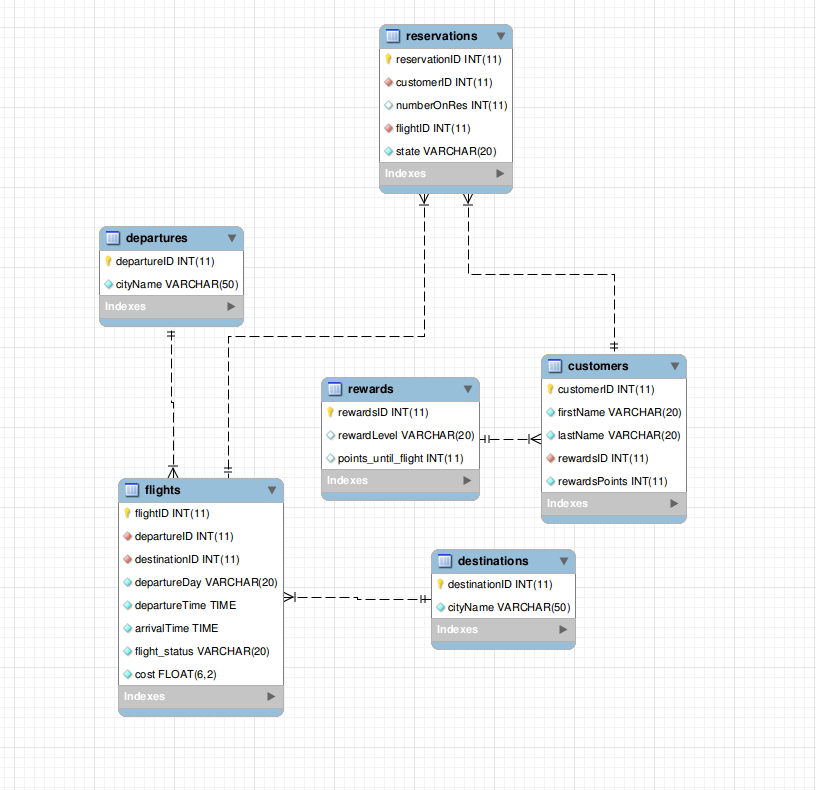 reservations
reservationID INT(11)
customerID INT(11)
numberOnRes INT(11)
flightID INT(11)
state VARCHAR(20)
Indexes
departures
departureID INT(11)
cityName VARCHAR(50)
Indexes
rewards
rewardsID INT(11)
rewardLevel VARCHAR(20)
points_until_flight INT(11)
Indexes
customers
customerID INT(11)
firstName VARCHAR(20)
lastName VARCHAR(20)
rewardsID INT(11)
rewardsPoints INT(11)
Indexes
flights
flightID INT(11)
departureID INT(11)
destinationID INT(11)
departureDay VARCHAR(20)
departureTime TIME
arrivalTime TIME
flight_status VARCHAR(20)
cost FLOAT(6,2)
Indexes
destinations
destinationID INT(11)
cityName VARCHAR(50)
Indexes